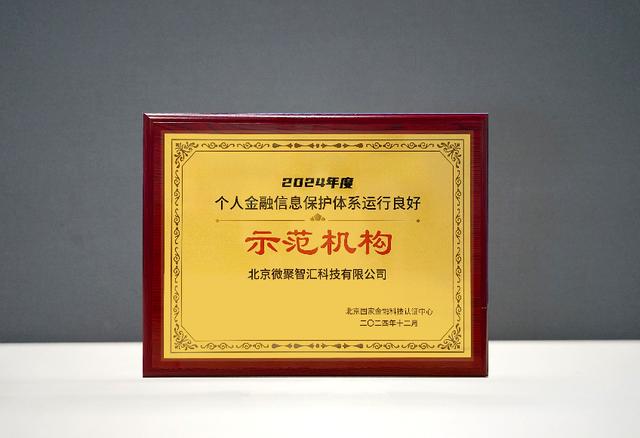 2024年度
个人金融信息保护体系运行良好
示范机构
北京微聚智汇科技有限公司
北京国家金融科技认证中心
二〇二四年十二月